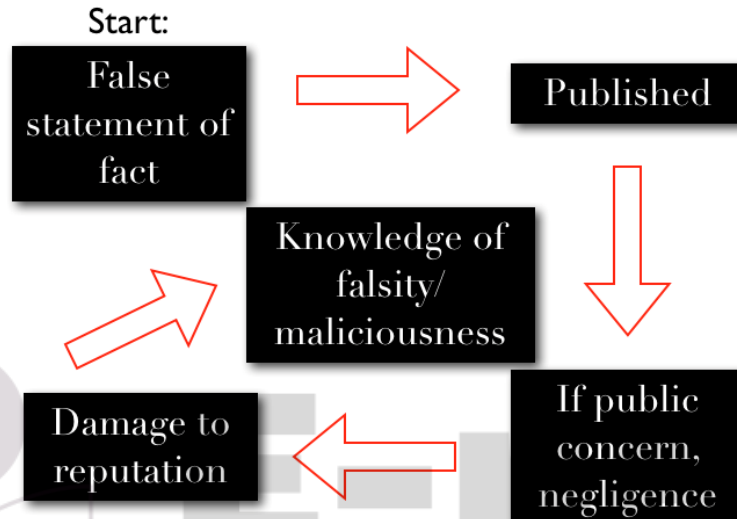 Start:
False
statement of
fact
Published
If public
concern,
negligence
Damage to
reputation
Knowledge of
falsity/
maliciousness